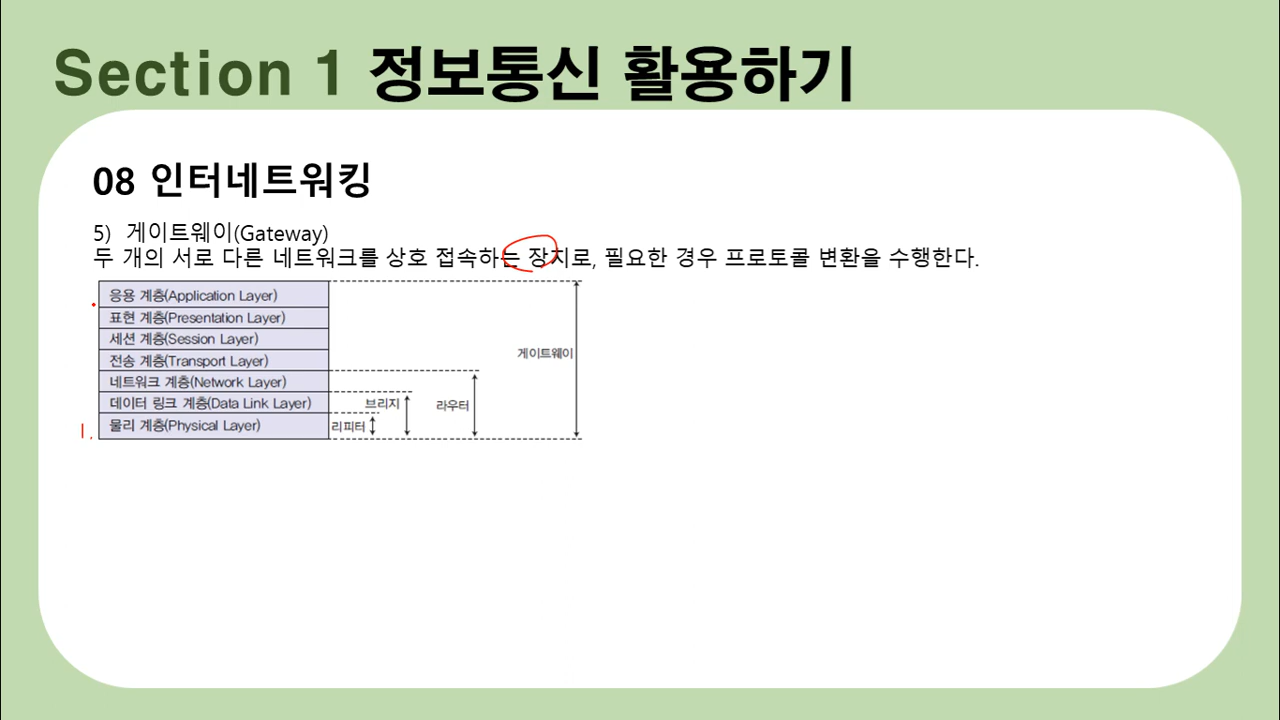 Section 1 정보통신 활용하기
08 인터네트워킹
5) 게이트웨이(Gateway)
두 개의 서로 다른 네트워크를 상호 접속하는 장치로, 필요한 경우 프로토콜 변환을 수행한다.
응용 계층(Application Layer)
표현 계층(Presentation Layer)
세션 계층(Session Layer)
전송 계층(Transport Layer)
게이트웨이
네트워크 계층(Network Layer)
데이터 링크 계층(Data Link Layer)
브리지
라우터
물리 계층(Physical Layer)
리피터